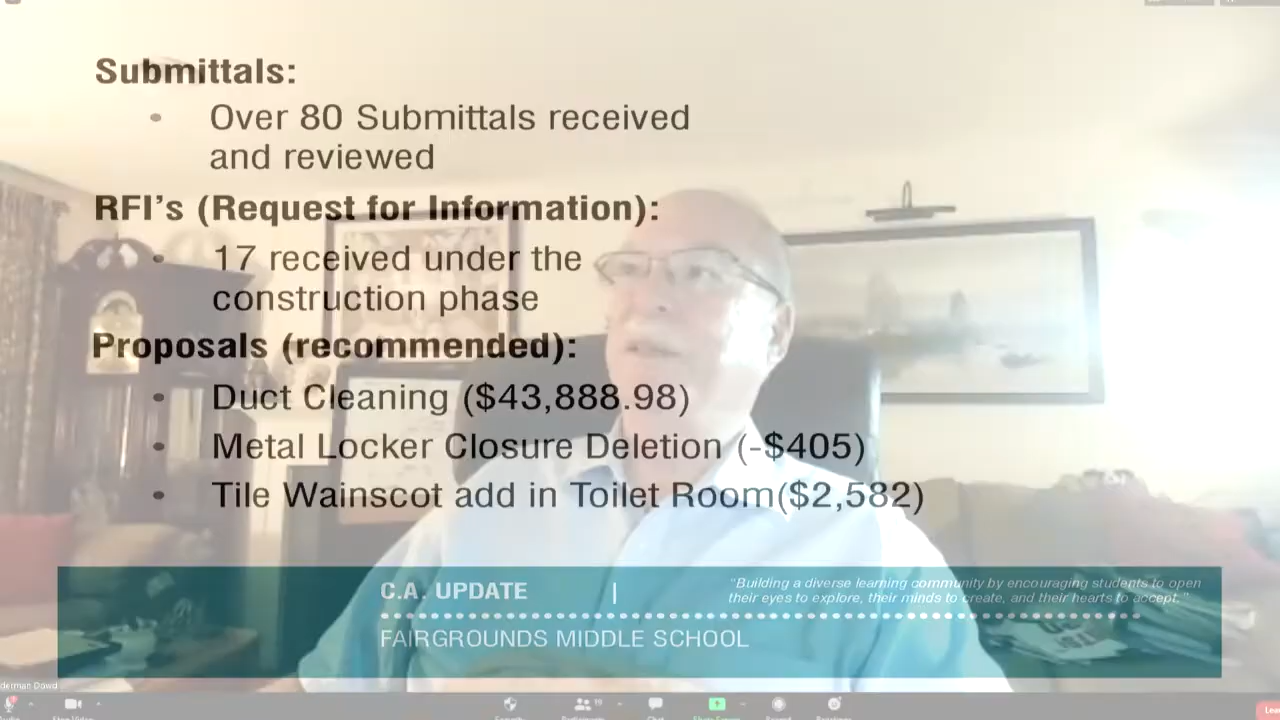 Submittals:
• Over 80 Submittals received
and reviewed
RFI’s (Request for Information):
• 17 received under the
construction phase
Proposals (recommended):
• Duct Cleaning ($43,888.98)
• Metal Locker Closure Deletion (-$405)
• Tile Wainscot add in Toilet Room($2,582)
C.A. UPDATE |
"Building a diverse learning community by encouraging students to open
their eyes to explore, their minds to create, and their hearts to accept."
FAIRGROUNDS MIDDLE SCHOOL
derman Dowd